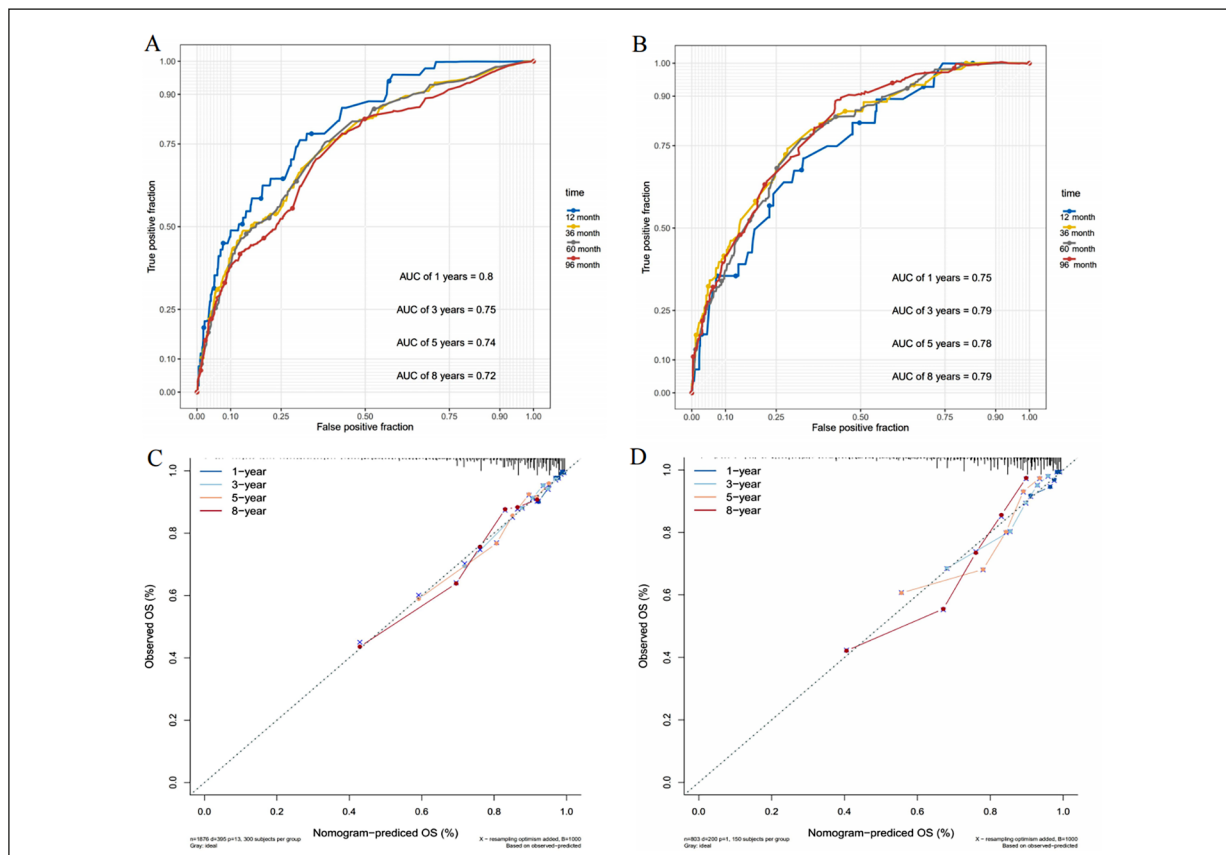 A
1.00
0.90
0.75
0.50
0.25
0.10
0.00
True positive fraction
0.00 0.10 0.25 0.50 0.75 0.90 1.00
False positive fraction
time
12 month
36 month
60 month
96 month
AUC of 1 years = 0.8
AUC of 3 years = 0.75
AUC of 5 years = 0.74
AUC of 8 years = 0.72
B
1.00
0.90
0.75
0.50
0.25
0.10
0.00
True positive fraction
0.00 0.10 0.25 0.50 0.75 0.90 1.00
False positive fraction
time
12 month
36 month
60 month
96 month
AUC of 1 years = 0.75
AUC of 3 years = 0.79
AUC of 5 years = 0.78
AUC of 8 years = 0.79
C
1-year
3-year
5-year
8-year
1.0
0.8
0.6
0.4
0.2
0.0
Observed OS (%)
0.0 0.2 0.4 0.6 0.8 1.0
Nomogram-prediced OS (%)
n=1676 d=395 p=13, 300 subjects per group
Gray: ideal
X - resampling optimism added, B=1000
Based on observed-predicted
D
1-year
3-year
5-year
8-year
1.0
0.8
0.6
0.4
0.2
0.0
Observed OS (%)
0.0 0.2 0.4 0.6 0.8 1.0
Nomogram-prediced OS (%)
n=803 d=200 p=1, 150 subjects per group
Gray: ideal
X - resampling optimism added, B=1000
Based on observed-predicted